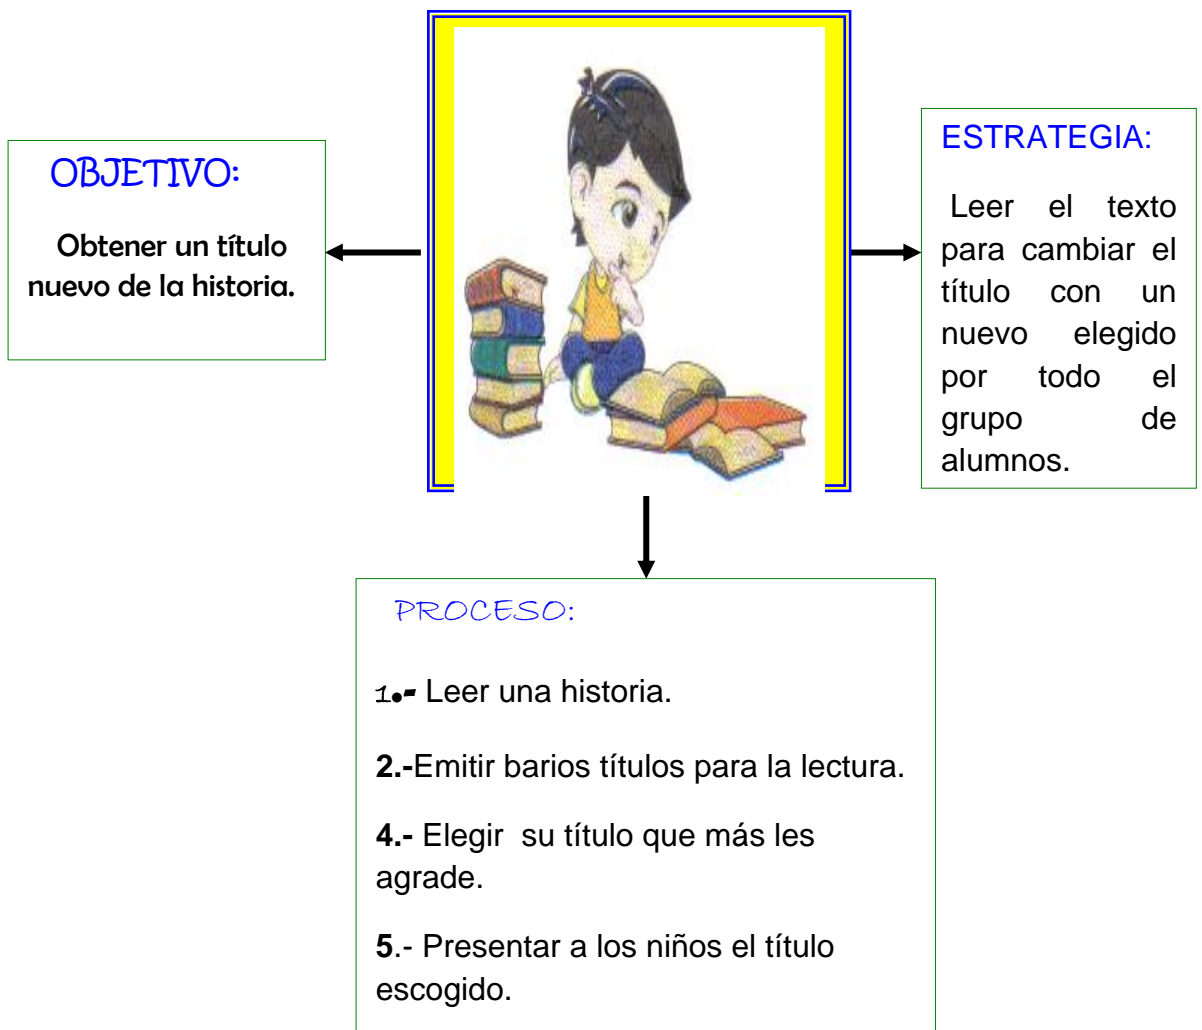 OBJETIVO:
Obtener un título
nuevo de la historia.
ESTRATEGIA:
Leer el texto
para cambiar el
título con un
nuevo elegido
por todo el
grupo de
alumnos.
PROCESO:
1.- Leer una historia.
2.-Emitir barios títulos para la lectura.
4.- Elegir su título que más les
agrade.
5.- Presentar a los niños el título
escogido.